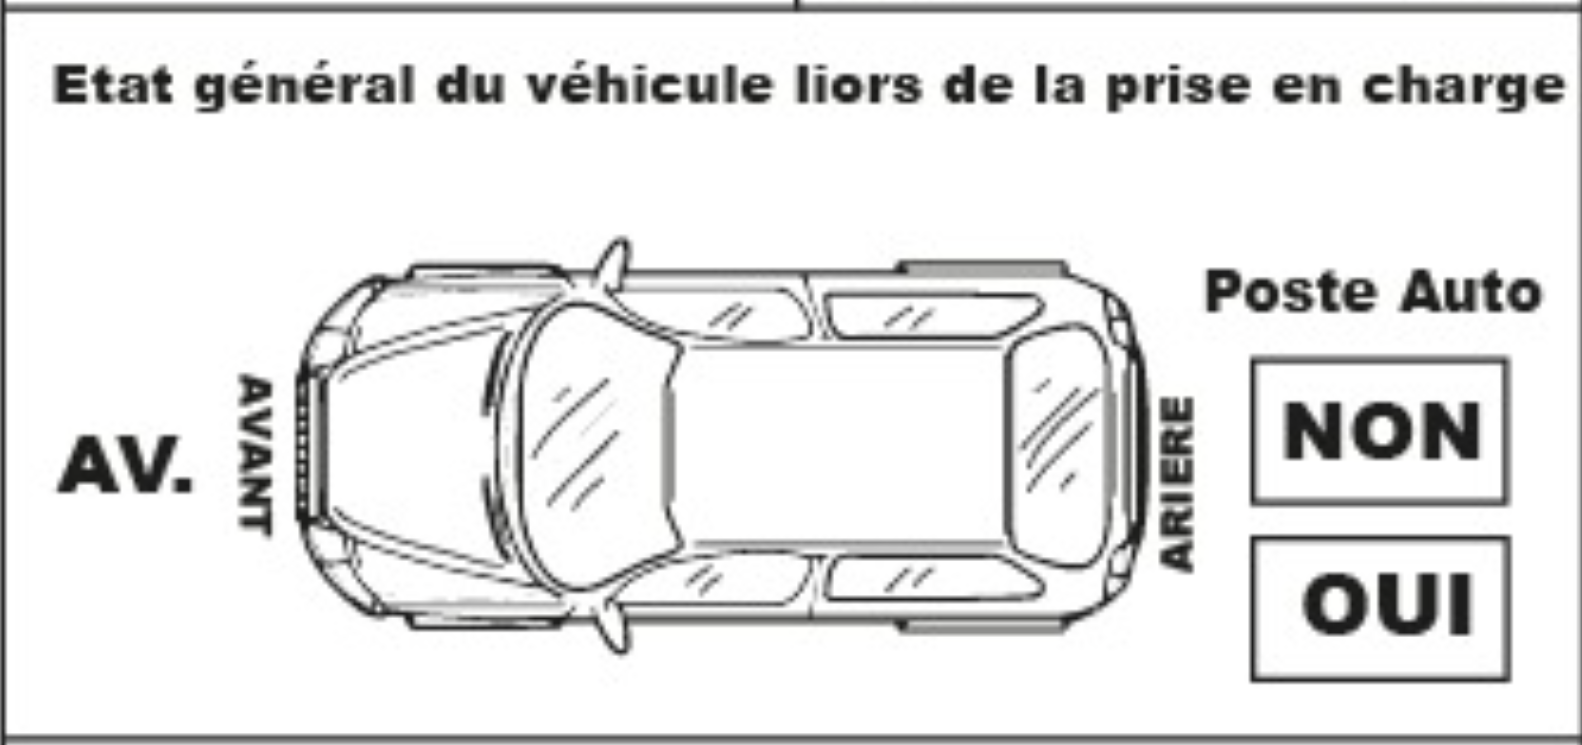 Etat général du véhicule liors de la prise en charge
Poste Auto
AV.
AVANT
ARIERE
NON
OUI